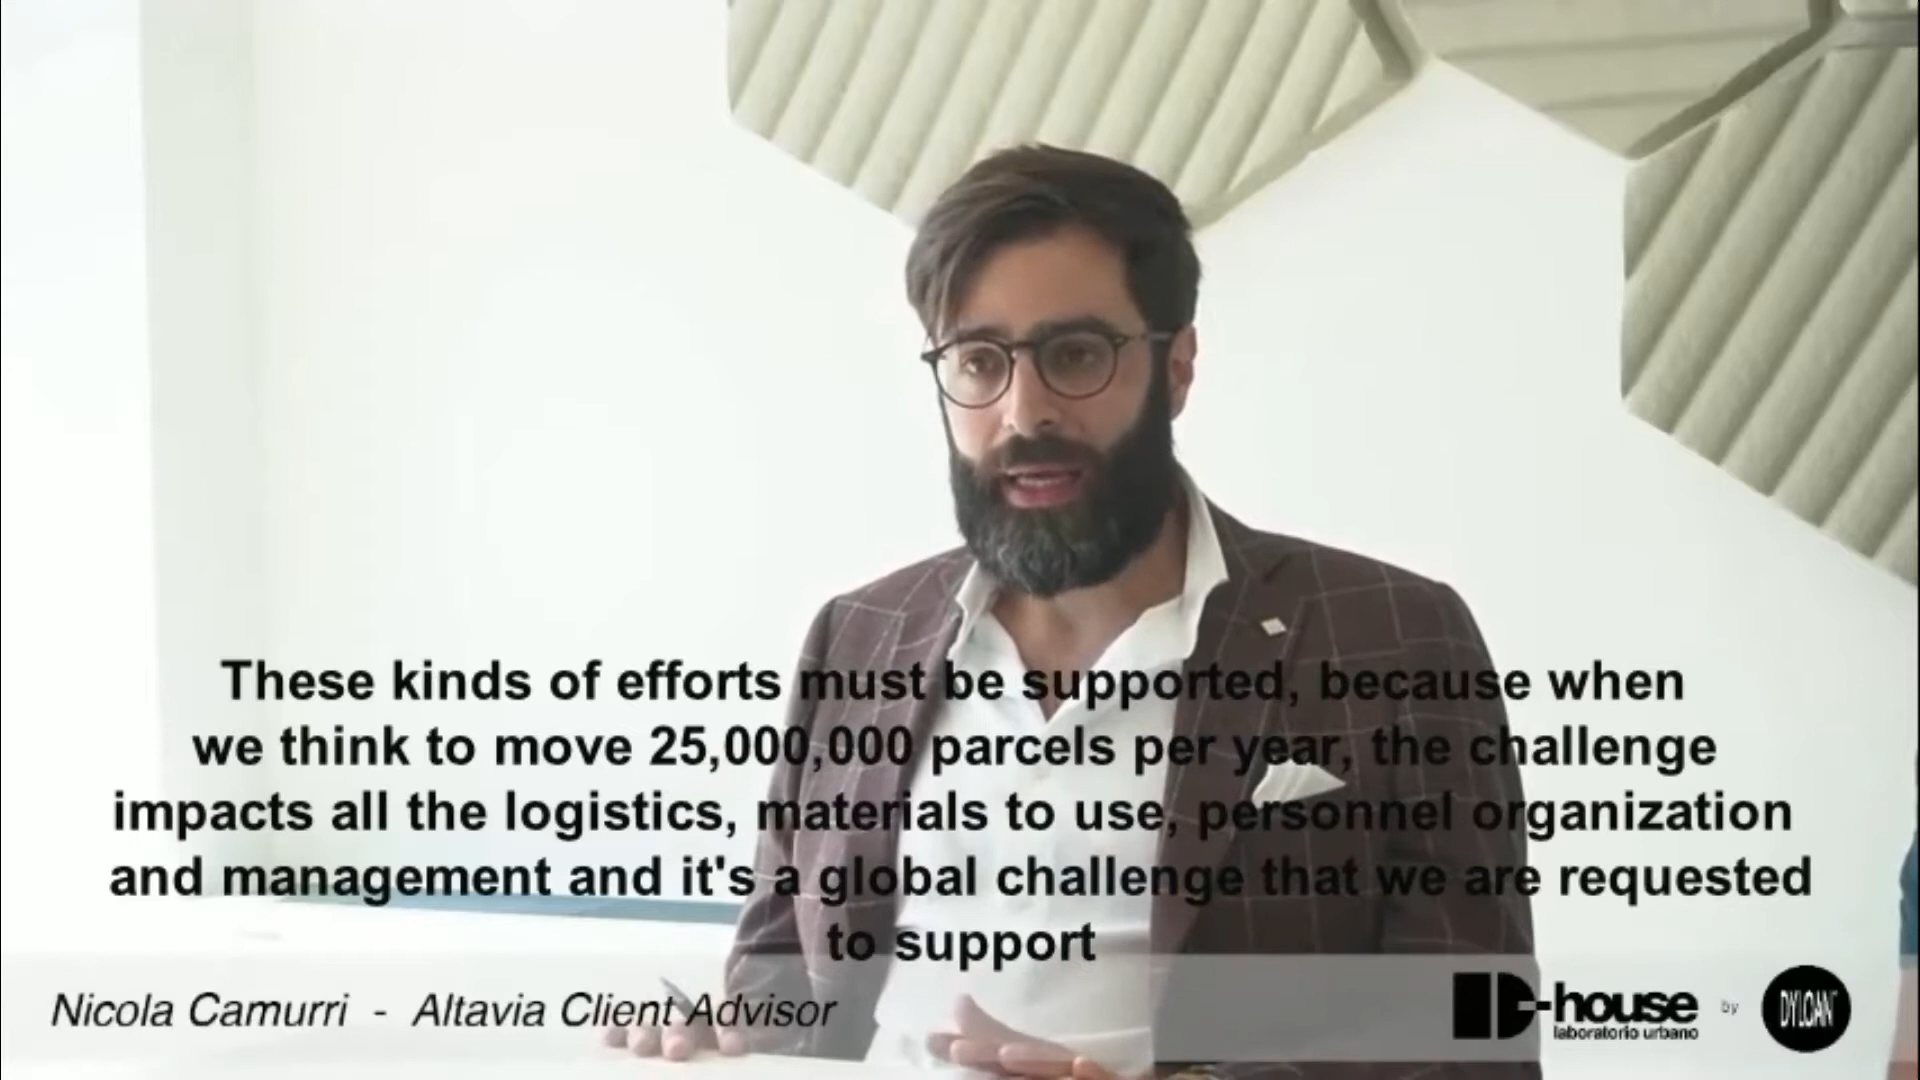 These kinds of efforts must be supported, because when
we think to move 25,000,000 parcels per year, the challenge
impacts all the logistics, materials to use, personnel organization
and management and it's a global challenge that we are requested
to support
Nicola Camurri - Altavia Client Advisor
D-house
laboratorio urbano
by
DYLOAN